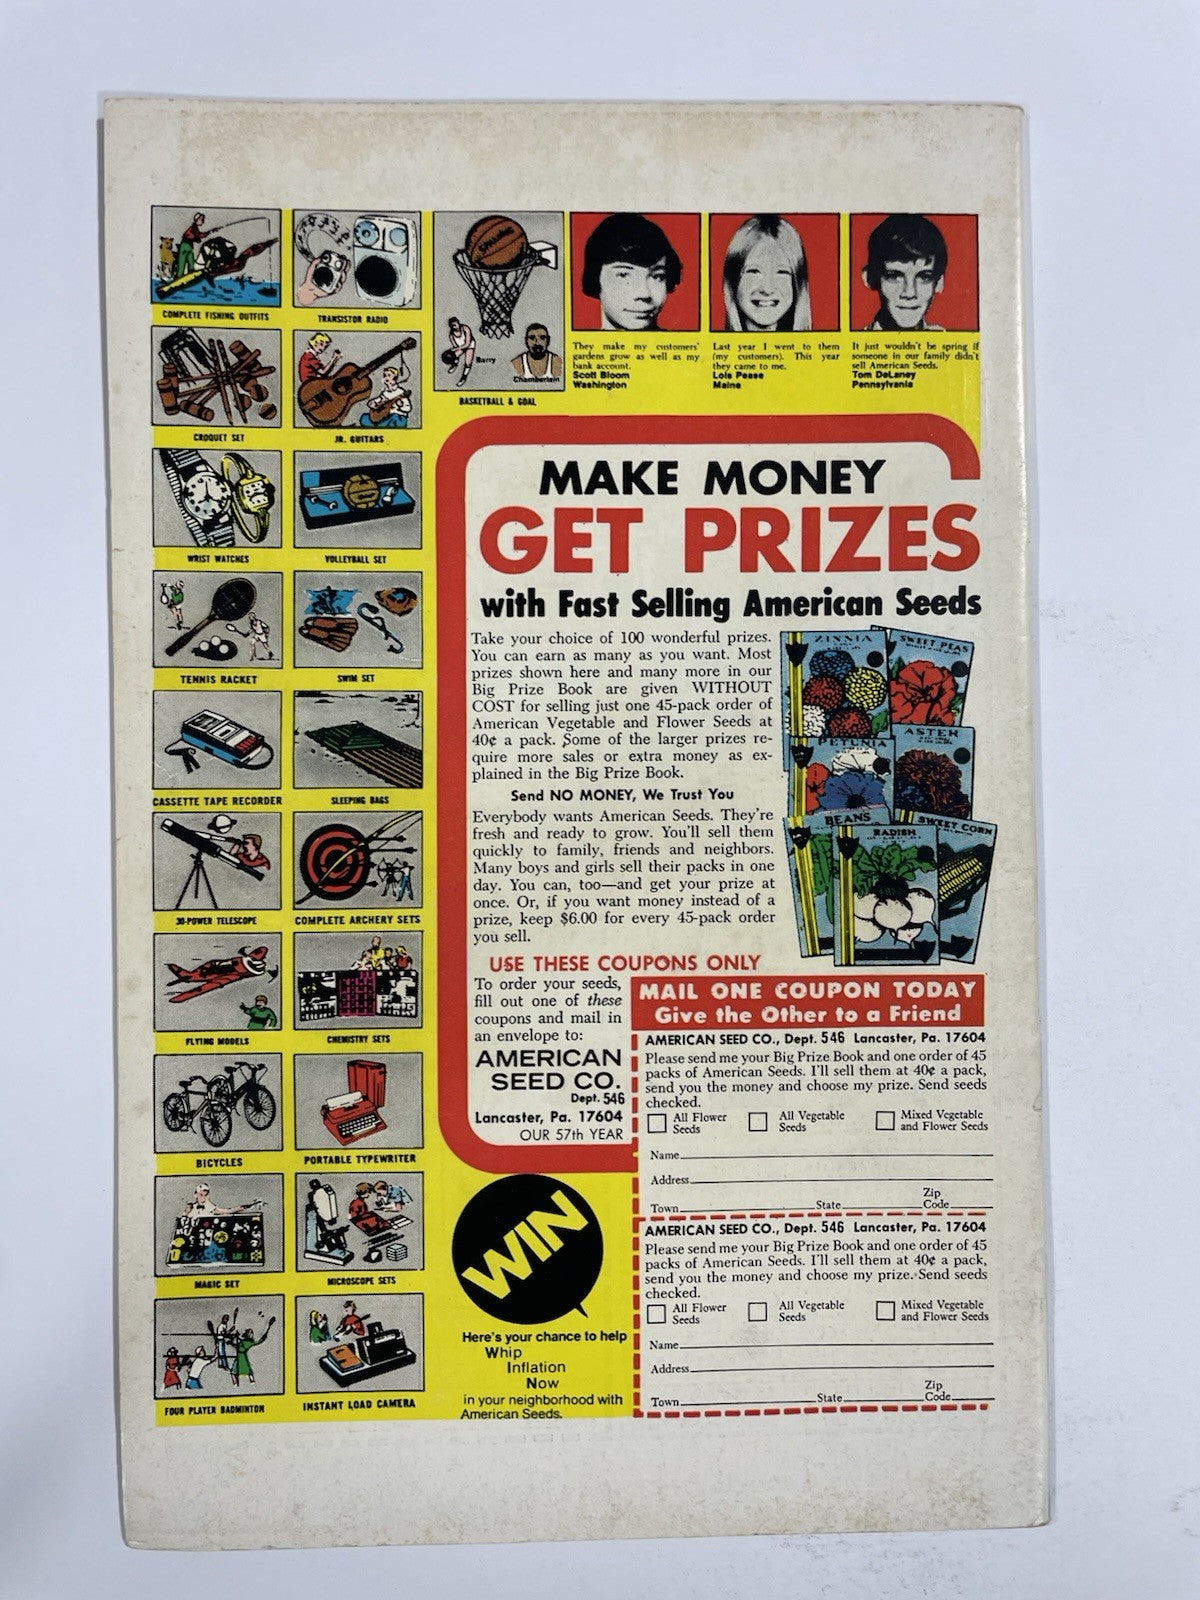 COMPLETE FISHING OUTFITS
TRANSISTOR RADIO
CROQUET SET
JR. GUITARS
WRIST WATCHES
VOLLEYBALL SET
TENNIS RACKET
SWIM SET
CASSETTE TAPE RECORDER
SLEEPING BAGS
30-POWER TELESCOPE
COMPLETE ARCHERY SETS
FLYING MODELS
CHEMISTRY SETS
BICYCLES
PORTABLE TYPEWRITER
MAGIC SET
MICROSCOPE SETS
FOUR PLAYER BADMINTON
INSTANT LOAD CAMERA
Spalding
Barry
Chamberlain
BASKETBALL & GOAL
They make my customers'
gardens grow as well as my
bank account.
Scott Bloom
Washington
Last year I went to them
(my customers). This year
they came to me.
Lois Pease
Maine
It just wouldn't be spring if
someone in our family didn't
sell American Seeds.
Tom DeLaney
Pennsylvania
MAKE MONEY
GET PRIZES
with Fast Selling American Seeds
Take your choice of 100 wonderful prizes.
You can earn as many as you want. Most
prizes shown here and many more in our
Big Prize Book are given WITHOUT
COST for selling just one 45-pack order of
American Vegetable and Flower Seeds at
40¢ a pack. Some of the larger prizes re-
quire more sales or extra money as ex-
plained in the Big Prize Book.
Send NO MONEY, We Trust You
Everybody wants American Seeds. They're
fresh and ready to grow. You'll sell them
quickly to family, friends and neighbors.
Many boys and girls sell their packs in one
day. You can, too—and get your prize at
once. Or, if you want money instead of a
prize, keep $6.00 for every 45-pack order
you sell.
ZINNIA
SWEET PEAS
PETUNIA
ASTER
BEANS
RADISH
SWEET CORN
USE THESE COUPONS ONLY
To order your seeds,
fill out one of these
coupons and mail in
an envelope to:
AMERICAN
SEED CO.
Dept. 546
Lancaster, Pa. 17604
OUR 57th YEAR
MAIL ONE COUPON TODAY
Give the Other to a Friend
AMERICAN SEED CO., Dept. 546 Lancaster, Pa. 17604
Please send me your Big Prize Book and one order of 45
packs of American Seeds. I'll sell them at 40¢ a pack,
send you the money and choose my prize. Send seeds
checked.
All Flower Seeds
All Vegetable Seeds
Mixed Vegetable and Flower Seeds
Name
Address
Town State Zip Code
AMERICAN SEED CO., Dept. 546 Lancaster, Pa. 17604
Please send me your Big Prize Book and one order of 45
packs of American Seeds. I'll sell them at 40¢ a pack,
send you the money and choose my prize. Send seeds
checked.
All Flower Seeds
All Vegetable Seeds
Mixed Vegetable and Flower Seeds
Name
Address
Town State Zip Code
WIN
Here's your chance to help
Whip
Inflation
Now
in your neighborhood with
American Seeds.